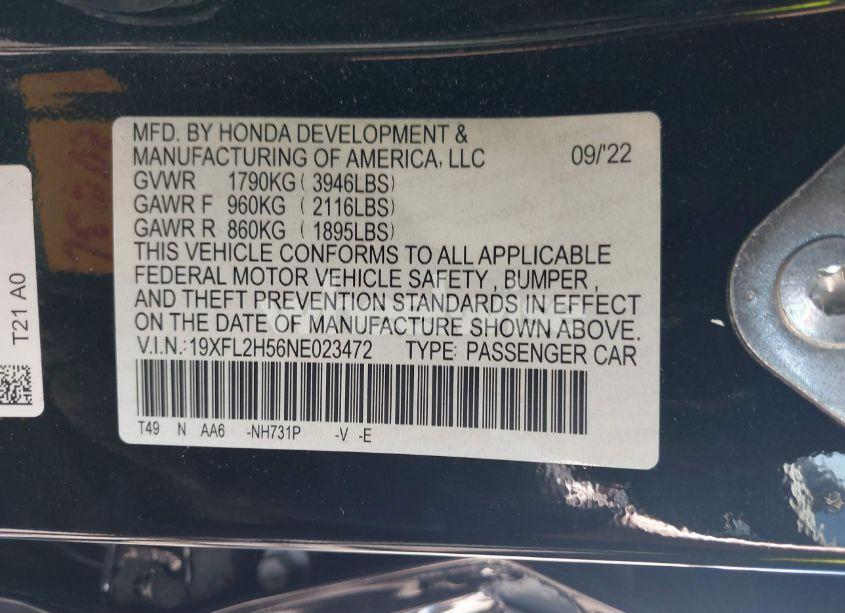 MFD. BY HONDA DEVELOPMENT &
MANUFACTURING OF AMERICA, LLC 09/'22
GVWR 1790KG ( 3946LBS)
GAWR F 960KG ( 2116LBS)
GAWR R 860KG ( 1895LBS)
THIS VEHICLE CONFORMS TO ALL APPLICABLE
FEDERAL MOTOR VEHICLE SAFETY , BUMPER ,
AND THEFT PREVENTION STANDARDS IN EFFECT
ON THE DATE OF MANUFACTURE SHOWN ABOVE.
V.I.N.:19XFL2H56NE023472 TYPE: PASSENGER CAR
T49 N AA6 -NH731P -V -E
T21 A0